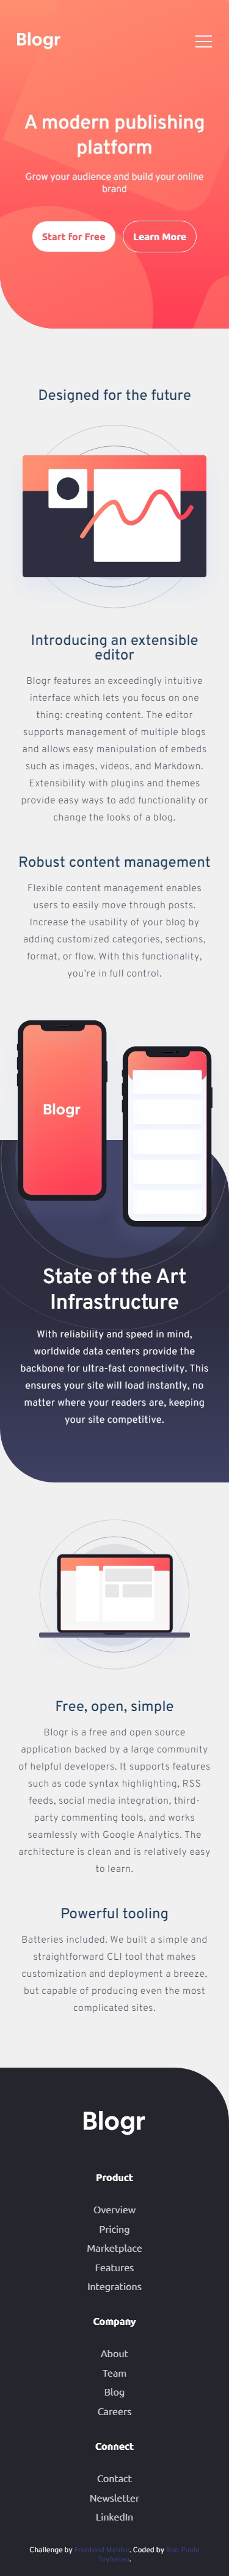 Blogr
A modern publishing
platform
Grow your audience and build your online
brand
Start for Free
Learn More
Designed for the future
Introducing an extensible
editor
Blogr features an exceedingly intuitive
interface which lets you focus on one
thing: creating content. The editor
supports management of multiple blogs
and allows easy manipulation of embeds
such as images, videos, and Markdown.
Extensibility with plugins and themes
provide easy ways to add functionality or
change the looks of a blog.
Robust content management
Flexible content management enables
users to easily move through posts.
Increase the usability of your blog by
adding customized categories, sections,
format, or flow. With this functionality,
you're in full control.
Blogr
State of the Art
Infrastructure
With reliability and speed in mind,
worldwide data centers provide the
backbone for ultra-fast connectivity. This
ensures your site will load instantly, no
matter where your readers are, keeping
your site competitive.
Free, open, simple
Blogr is a free and open source
application backed by a large community
of helpful developers. It supports features
such as code syntax highlighting, RSS
feeds, social media integration, third-
party commenting tools, and works
seamlessly with Google Analytics. The
architecture is clean and is relatively easy
to learn.
Powerful tooling
Batteries included. We built a simple and
straightforward CLI tool that makes
customization and deployment a breeze,
but capable of producing even the most
complicated sites.
Blogr
Product
Overview
Pricing
Marketplace
Features
Integrations
Company
About
Team
Blog
Careers
Connect
Contact
Newsletter
LinkedIn
Challenge by Frontend Mentor. Coded by